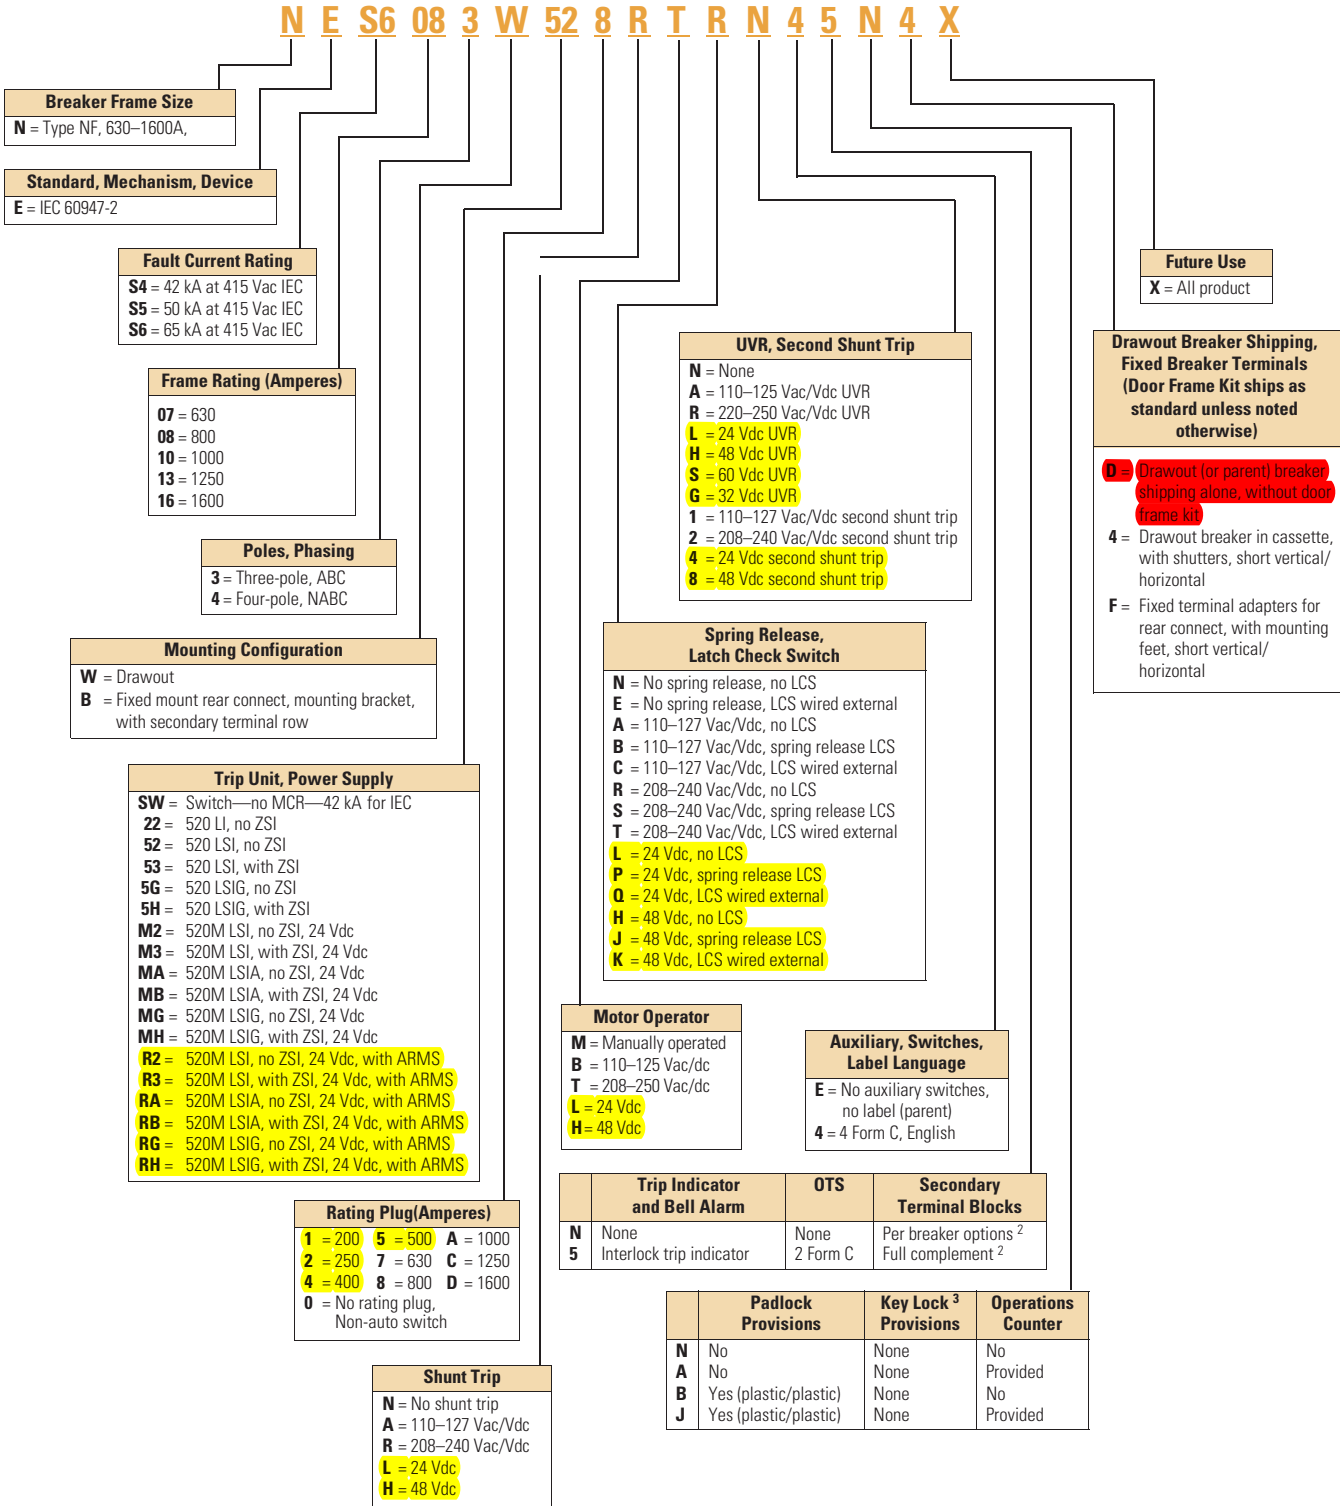 N E S6 08 3 W 52 8 R T R N 4 5 N 4 X
Breaker Frame Size
N = Type NF, 630–1600A,
Standard, Mechanism, Device
E = IEC 60947-2
Fault Current Rating
S4 = 42 kA at 415 Vac IEC
S5 = 50 kA at 415 Vac IEC
S6 = 65 kA at 415 Vac IEC
Frame Rating (Amperes)
07 = 630
08 = 800
10 = 1000
13 = 1250
16 = 1600
Poles, Phasing
3 = Three-pole, ABC
4 = Four-pole, NABC
Mounting Configuration
W = Drawout
B = Fixed mount rear connect, mounting bracket,
with secondary terminal row
Trip Unit, Power Supply
SW = Switch—no MCR—42 kA for IEC
22 = 520 LI, no ZSI
52 = 520 LSI, no ZSI
53 = 520 LSI, with ZSI
5G = 520 LSIG, no ZSI
5H = 520 LSIG, with ZSI
M2 = 520M LSI, no ZSI, 24 Vdc
M3 = 520M LSI, with ZSI, 24 Vdc
MA = 520M LSIA, no ZSI, 24 Vdc
MB = 520M LSIA, with ZSI, 24 Vdc
MG = 520M LSIG, no ZSI, 24 Vdc
MH = 520M LSIG, with ZSI, 24 Vdc
R2 = 520M LSI, no ZSI, 24 Vdc, with ARMS
R3 = 520M LSI, with ZSI, 24 Vdc, with ARMS
RA = 520M LSIA, no ZSI, 24 Vdc, with ARMS
RB = 520M LSIA, with ZSI, 24 Vdc, with ARMS
RG = 520M LSIG, no ZSI, 24 Vdc, with ARMS
RH = 520M LSIG, with ZSI, 24 Vdc, with ARMS
Rating Plug(Amperes)
1 = 200 5 = 500 A = 1000
2 = 250 7 = 630 C = 1250
4 = 400 8 = 800 D = 1600
0 = No rating plug,
Non-auto switch
Shunt Trip
N = No shunt trip
A = 110–127 Vac/Vdc
R = 208–240 Vac/Vdc
L = 24 Vdc
H = 48 Vdc
Motor Operator
M = Manually operated
B = 110–125 Vac/dc
T = 208–250 Vac/dc
L = 24 Vdc
H = 48 Vdc
Spring Release,
Latch Check Switch
N = No spring release, no LCS
E = No spring release, LCS wired external
A = 110–127 Vac/Vdc, no LCS
B = 110–127 Vac/Vdc, spring release LCS
C = 110–127 Vac/Vdc, LCS wired external
R = 208–240 Vac/Vdc, no LCS
S = 208–240 Vac/Vdc, spring release LCS
T = 208–240 Vac/Vdc, LCS wired external
L = 24 Vdc, no LCS
P = 24 Vdc, spring release LCS
Q = 24 Vdc, LCS wired external
H = 48 Vdc, no LCS
J = 48 Vdc, spring release LCS
K = 48 Vdc, LCS wired external
UVR, Second Shunt Trip
N = None
A = 110–125 Vac/Vdc UVR
R = 220–250 Vac/Vdc UVR
L = 24 Vdc UVR
H = 48 Vdc UVR
S = 60 Vdc UVR
G = 32 Vdc UVR
1 = 110–127 Vac/Vdc second shunt trip
2 = 208–240 Vac/Vdc second shunt trip
4 = 24 Vdc second shunt trip
8 = 48 Vdc second shunt trip
Auxiliary, Switches,
Label Language
E = No auxiliary switches,
no label (parent)
4 = 4 Form C, English
Trip Indicator and Bell Alarm OTS Secondary Terminal Blocks
N None None Per breaker options 2
5 Interlock trip indicator 2 Form C Full complement 2
Padlock Provisions Key Lock 3 Provisions Operations Counter
N No None No
A No None Provided
B Yes (plastic/plastic) None No
J Yes (plastic/plastic) None Provided
Drawout Breaker Shipping,
Fixed Breaker Terminals
(Door Frame Kit ships as
standard unless noted
otherwise)
D = Drawout (or parent) breaker
shipping alone, without door
frame kit
4 = Drawout breaker in cassette,
with shutters, short vertical/
horizontal
F = Fixed terminal adapters for
rear connect, with mounting
feet, short vertical/
horizontal
Future Use
X = All product